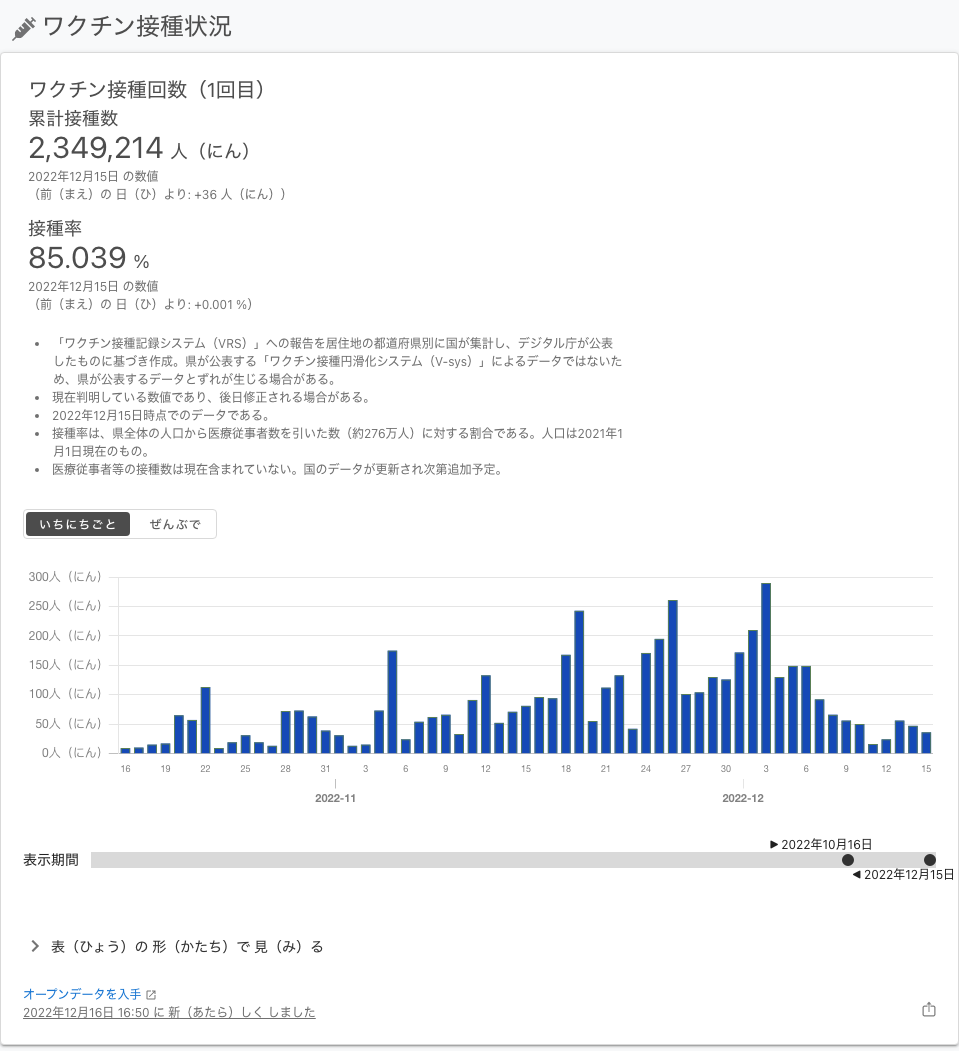 ワクチン接種状況
ワクチン接種回数（1回目）
累計接種数
2,349,214 人（にん）
2022年12月15日 の数値
（前（まえ）の 日（ひ）より: +36 人（にん））
接種率
85.039 %
2022年12月15日 の数値
（前（まえ）の 日（ひ）より: +0.001 %）
• 「ワクチン接種記録システム（VRS）」への報告を居住地の都道府県別に国が集計し、デジタル庁が公表
したものに基づき作成。県が公表する「ワクチン接種円滑化システム（V-sys）」によるデータではないた
め、県が公表するデータとずれが生じる場合がある。
• 現在判明している数値であり、後日修正される場合がある。
• 2022年12月15日時点でのデータである。
• 接種率は、県全体の人口から医療従事者数を引いた数（約276万人）に対する割合である。人口は2021年1
月1日現在のもの。
• 医療従事者等の接種数は現在含まれていない。国のデータが更新され次第追加予定。
いちにちごと ぜんぶで
300人（にん）
250人（にん）
200人（にん）
150人（にん）
100人（にん）
50人（にん）
0人（にん）
16 19 22 25 28 31 3 6 9 12 15 18 21 24 27 30 3 6 9 12 15
2022-11 2022-12
▶ 2022年10月16日
表示期間
◀ 2022年12月15日
表（ひょう）の 形（かたち）で 見（み）る
オープンデータを入手
2022年12月16日 16:50 に 新（あたら）しく しました